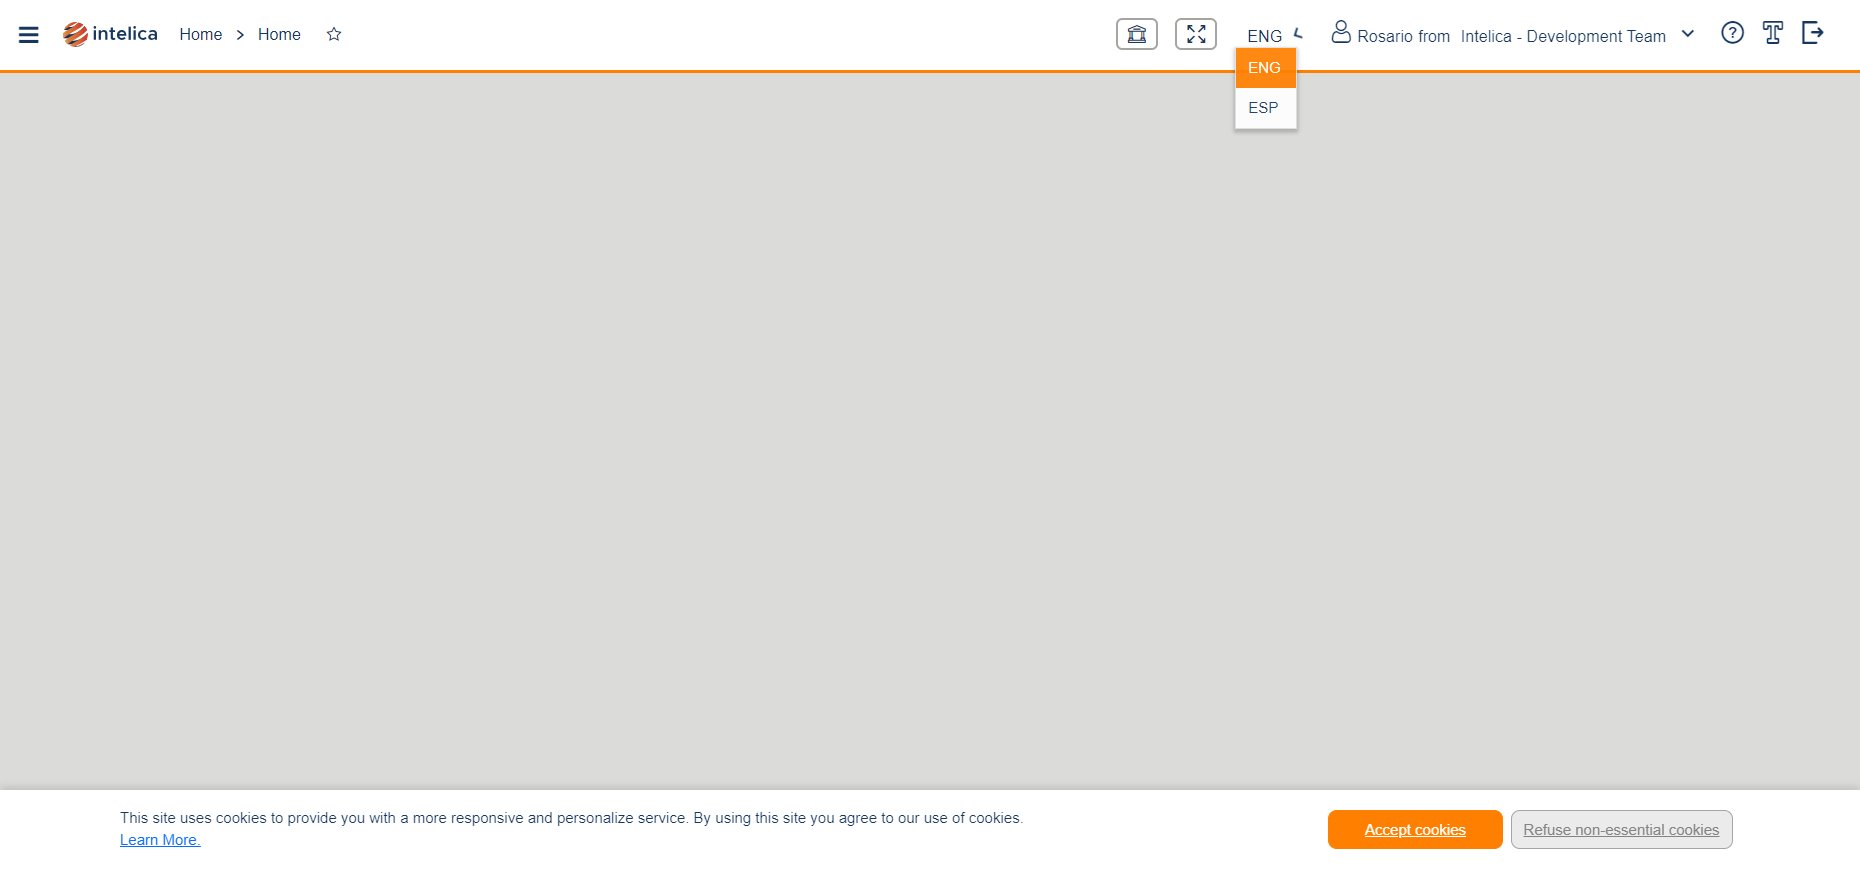 intelica Home > Home ENG Rosario from Intelica - Development Team
ENG
ESP
This site uses cookies to provide you with a more responsive and personalize service. By using this site you agree to our use of cookies.
Learn More.
Accept cookies Refuse non-essential cookies